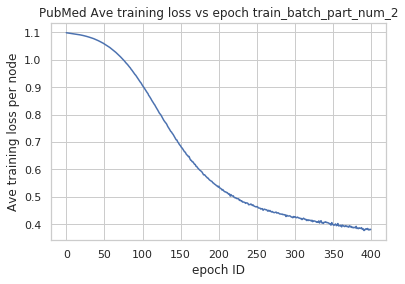 PubMed Ave training loss vs epoch train_batch_part_num_2
1.1
1.0
0.9
0.8
0.7
0.6
0.5
0.4
Ave training loss per node
0 50 100 150 200 250 300 350 400
epoch ID